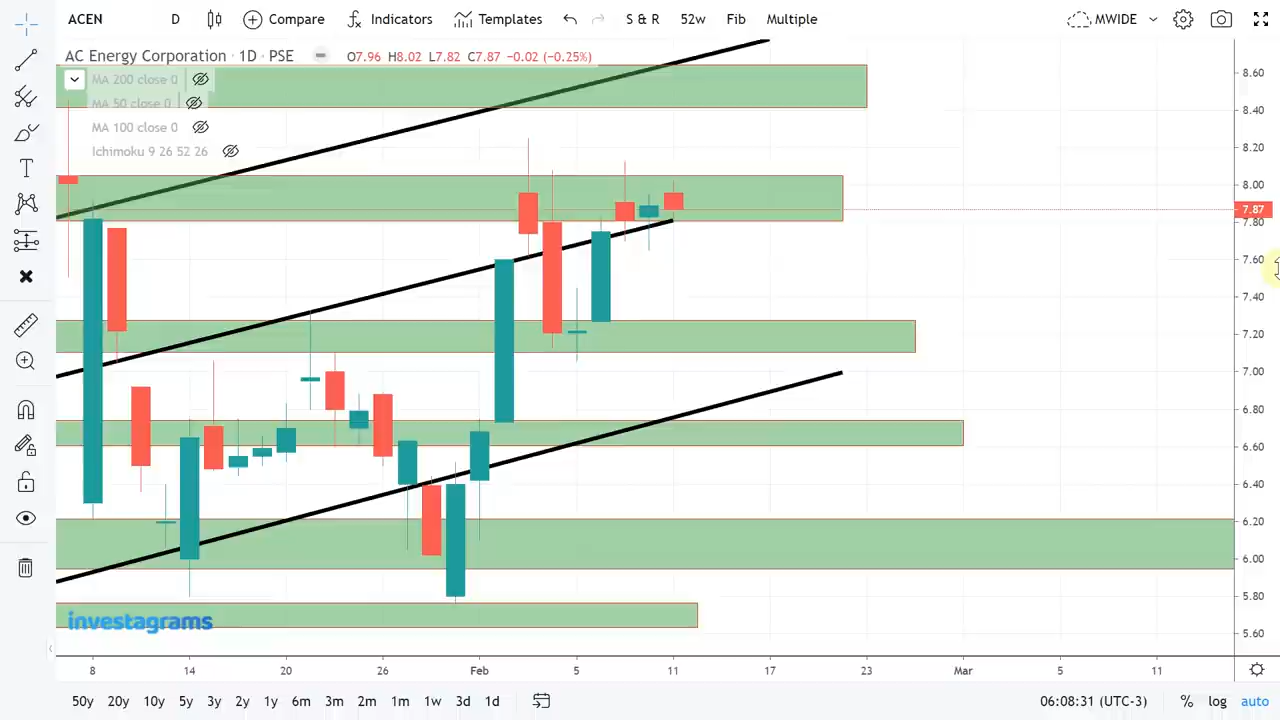 ACEN D Compare Indicators Templates S & R 52w Fib Multiple MWIDE
AC Energy Corporation · 1D · PSE O7.96 H8.02 L7.82 C7.87 −0.02 (−0.25%)
MA 200 close 0
MA 50 close 0
MA 100 close 0
Ichimoku 9 26 52 26
8.60
8.40
8.20
8.00
7.87
7.80
7.60
7.40
7.20
7.00
6.80
6.60
6.40
6.20
6.00
5.80
5.60
investagrams
8 14 20 26 Feb 5 11 17 23 Mar 5 11
50y 20y 10y 5y 3y 2y 1y 6m 3m 2m 1m 1w 3d 1d 06:08:31 (UTC-3) % log auto